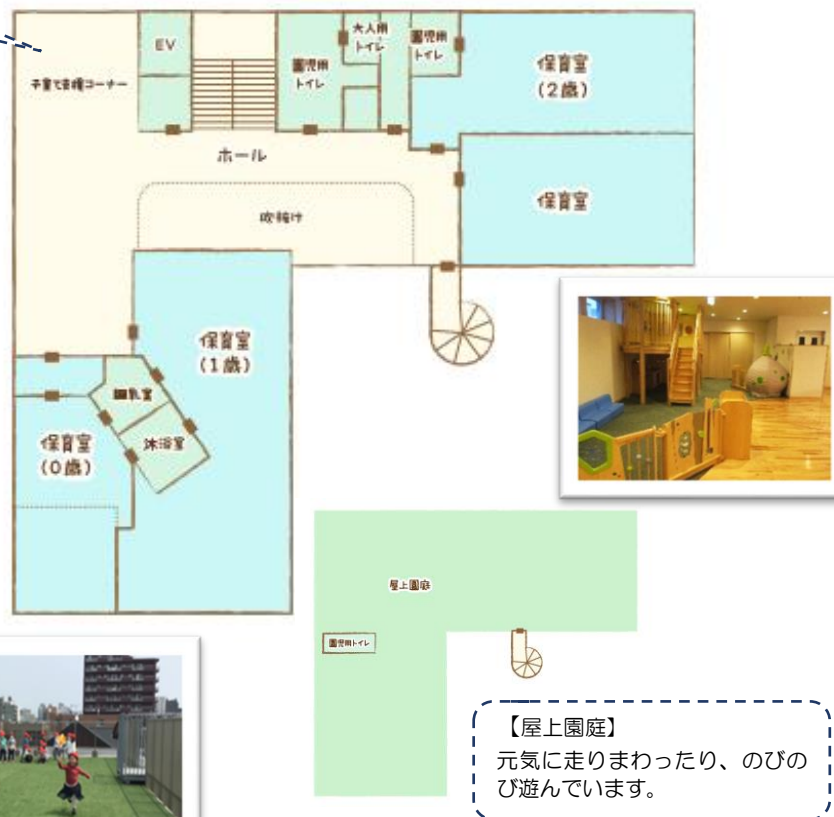 子育て支援コーナー
EV
園児用
トイレ
大人用
トイレ
園児用
トイレ
保育室
(2歳)
ホール
吹抜け
保育室
保育室
(1歳)
調乳室
沐浴室
保育室
(0歳)
屋上園庭
園児用トイレ
【屋上園庭】
元気に走りまわったり、のびの
び遊んでいます。